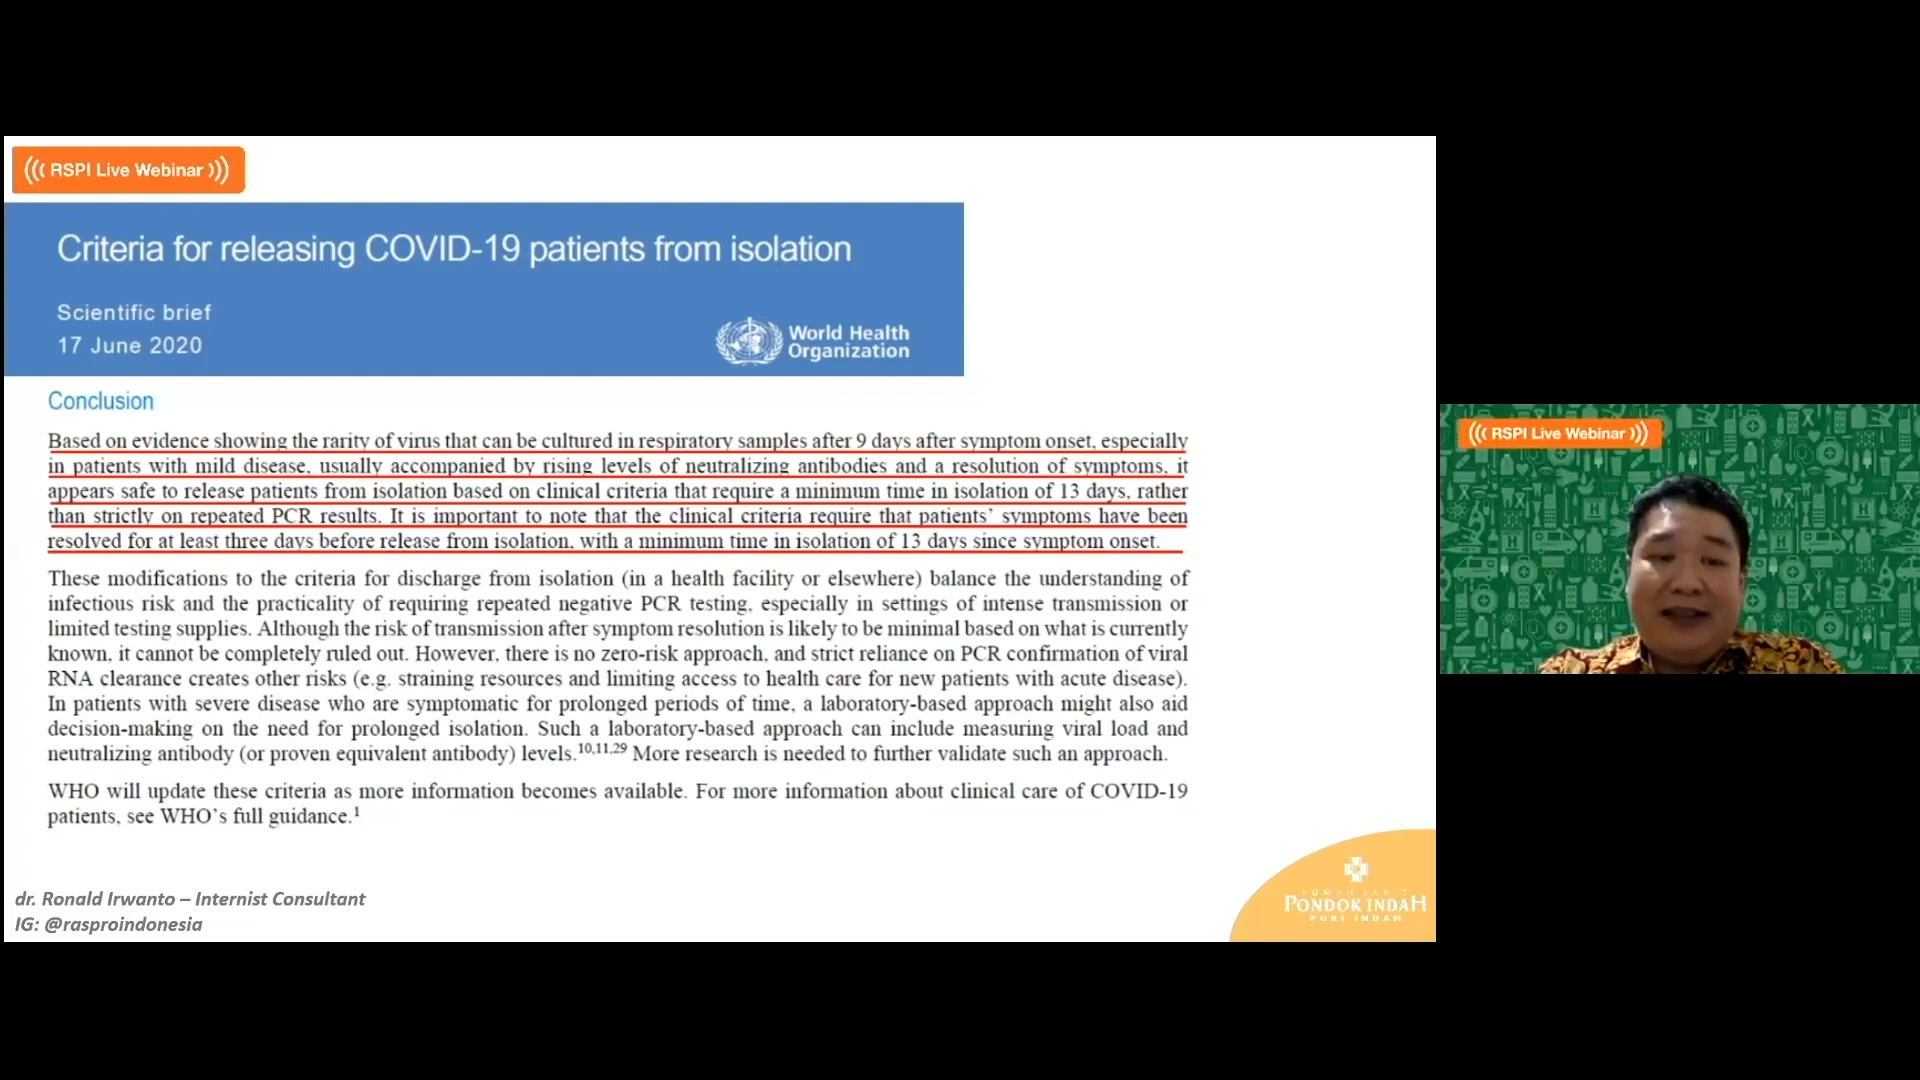 ((( RSPI Live Webinar )))
Criteria for releasing COVID-19 patients from isolation
Scientific brief
17 June 2020
World Health
Organization
Conclusion
Based on evidence showing the rarity of virus that can be cultured in respiratory samples after 9 days after symptom onset, especially
in patients with mild disease, usually accompanied by rising levels of neutralizing antibodies and a resolution of symptoms, it
appears safe to release patients from isolation based on clinical criteria that require a minimum time in isolation of 13 days, rather
than strictly on repeated PCR results. It is important to note that the clinical criteria require that patients’ symptoms have been
resolved for at least three days before release from isolation, with a minimum time in isolation of 13 days since symptom onset.
These modifications to the criteria for discharge from isolation (in a health facility or elsewhere) balance the understanding of
infectious risk and the practicality of requiring repeated negative PCR testing, especially in settings of intense transmission or
limited testing supplies. Although the risk of transmission after symptom resolution is likely to be minimal based on what is currently
known, it cannot be completely ruled out. However, there is no zero-risk approach, and strict reliance on PCR confirmation of viral
RNA clearance creates other risks (e.g. straining resources and limiting access to health care for new patients with acute disease).
In patients with severe disease who are symptomatic for prolonged periods of time, a laboratory-based approach might also aid
decision-making on the need for prolonged isolation. Such a laboratory-based approach can include measuring viral load and
neutralizing antibody (or proven equivalent antibody) levels.10,11,29 More research is needed to further validate such an approach.
WHO will update these criteria as more information becomes available. For more information about clinical care of COVID-19
patients, see WHO’s full guidance.1
dr. Ronald Irwanto – Internist Consultant
IG: @rasproindonesia
PONDOK INDAH
PURI INDAH
((( RSPI Live Webinar )))